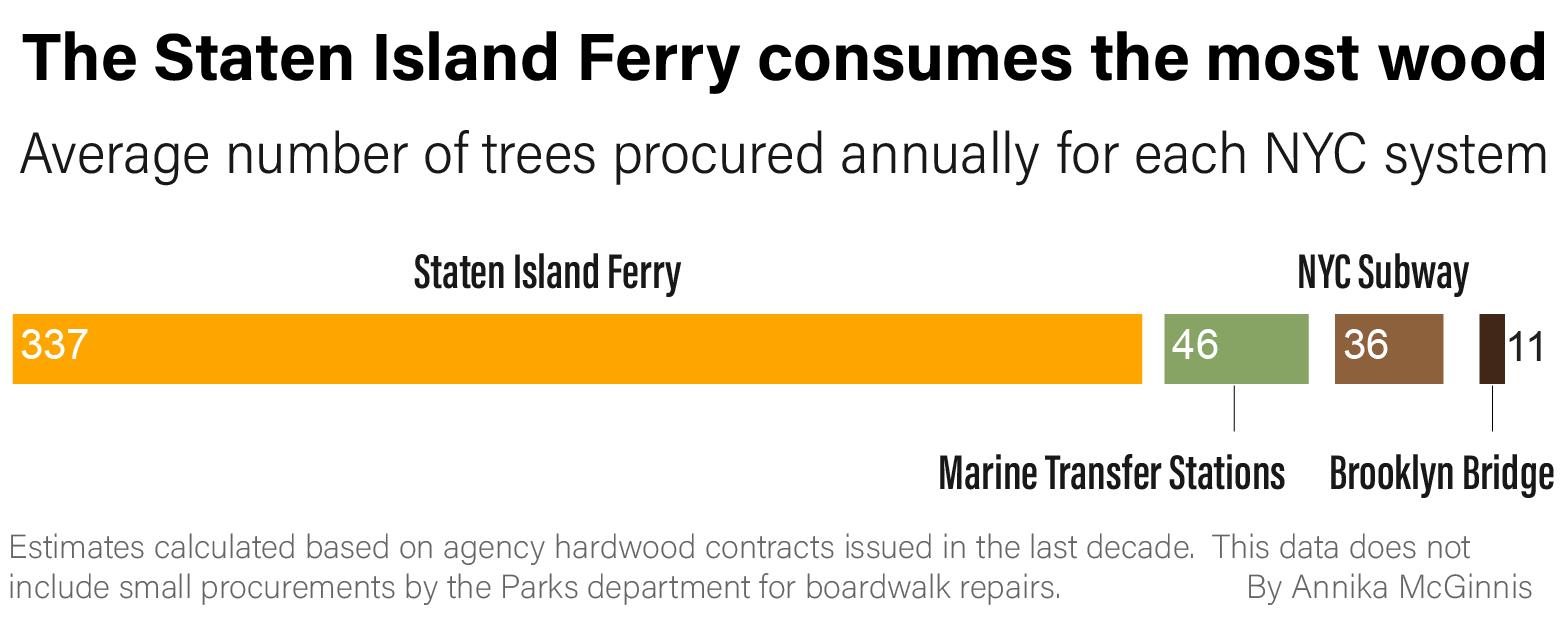 The Staten Island Ferry consumes the most wood
Average number of trees procured annually for each NYC system
Staten Island Ferry
NYC Subway
337
46
36
11
Marine Transfer Stations
Brooklyn Bridge
Estimates calculated based on agency hardwood contracts issued in the last decade. This data does not
include small procurements by the Parks department for boardwalk repairs.
By Annika McGinnis